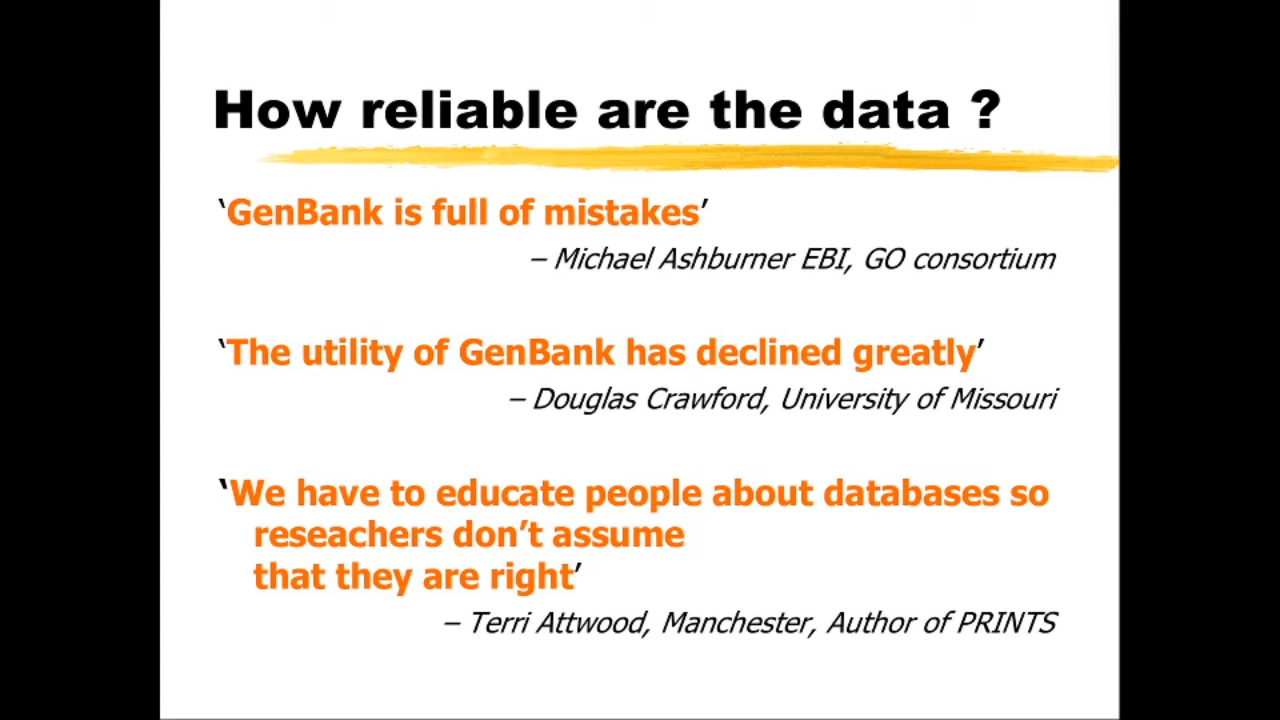 How reliable are the data ?
‘GenBank is full of mistakes’
– Michael Ashburner EBI, GO consortium
‘The utility of GenBank has declined greatly’
– Douglas Crawford, University of Missouri
‘We have to educate people about databases so
reseachers don’t assume
that they are right’
– Terri Attwood, Manchester, Author of PRINTS